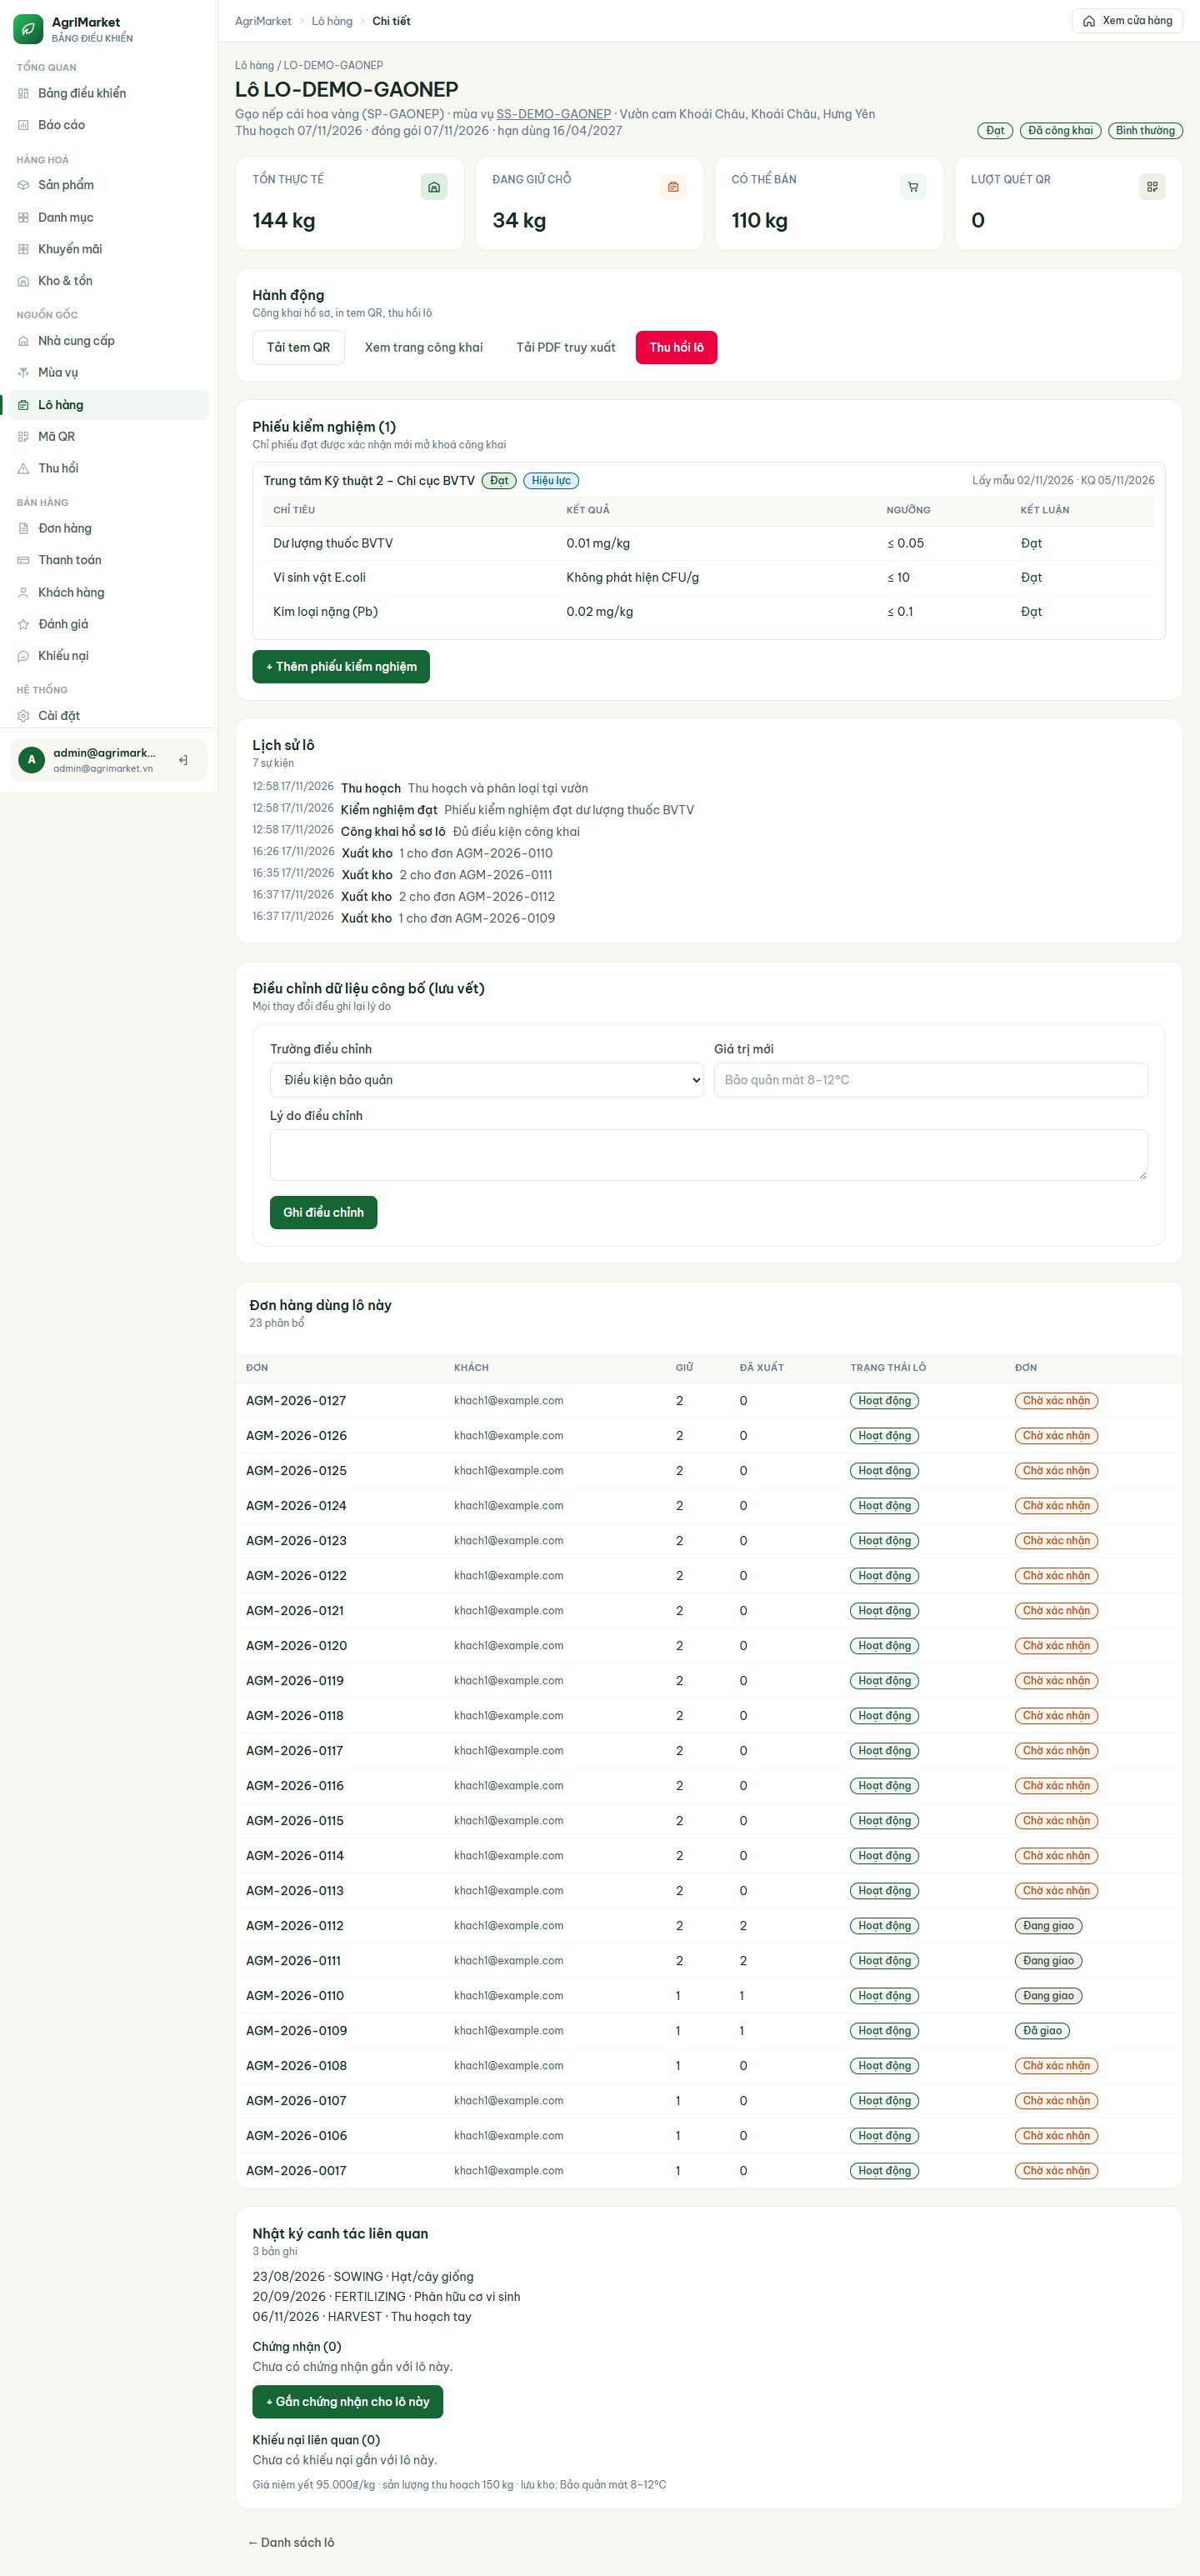 AgriMarket
BẢNG ĐIỀU KHIỂN
TỔNG QUAN
Bảng điều khiển
Báo cáo
HÀNG HOÁ
Sản phẩm
Danh mục
Khuyến mãi
Kho & tồn
NGUỒN GỐC
Nhà cung cấp
Mùa vụ
Lô hàng
Mã QR
Thu hồi
BÁN HÀNG
Đơn hàng
Thanh toán
Khách hàng
Đánh giá
Khiếu nại
HỆ THỐNG
Cài đặt
A
admin@agrimark...
admin@agrimarket.vn
AgriMarket > Lô hàng > Chi tiết
Xem cửa hàng
Lô hàng / LO-DEMO-GAONEP
Lô LO-DEMO-GAONEP
Gạo nếp cái hoa vàng (SP-GAONEP) · mùa vụ SS-DEMO-GAONEP · Vườn cam Khoái Châu, Khoái Châu, Hưng Yên
Thu hoạch 07/11/2026 · đóng gói 07/11/2026 · hạn dùng 16/04/2027
Đạt Đã công khai Bình thường
TỒN THỰC TẾ
144 kg
ĐANG GIỮ CHỖ
34 kg
CÓ THỂ BÁN
110 kg
LƯỢT QUÉT QR
0
Hành động
Công khai hồ sơ, in tem QR, thu hồi lô
Tải tem QR Xem trang công khai Tải PDF truy xuất Thu hồi lô
Phiếu kiểm nghiệm (1)
Chỉ phiếu đạt được xác nhận mới mở khoá công khai
Trung tâm Kỹ thuật 2 – Chi cục BVTV Đạt Hiệu lực Lấy mẫu 02/11/2026 · KQ 05/11/2026
CHỈ TIÊU KẾT QUẢ NGƯỠNG KẾT LUẬN
Dư lượng thuốc BVTV 0.01 mg/kg ≤ 0.05 Đạt
Vi sinh vật E.coli Không phát hiện CFU/g ≤ 10 Đạt
Kim loại nặng (Pb) 0.02 mg/kg ≤ 0.1 Đạt
+ Thêm phiếu kiểm nghiệm
Lịch sử lô
7 sự kiện
12:58 17/11/2026 Thu hoạch Thu hoạch và phân loại tại vườn
12:58 17/11/2026 Kiểm nghiệm đạt Phiếu kiểm nghiệm đạt dư lượng thuốc BVTV
12:58 17/11/2026 Công khai hồ sơ lô Đủ điều kiện công khai
16:26 17/11/2026 Xuất kho 1 cho đơn AGM-2026-0110
16:35 17/11/2026 Xuất kho 2 cho đơn AGM-2026-0111
16:37 17/11/2026 Xuất kho 2 cho đơn AGM-2026-0112
16:37 17/11/2026 Xuất kho 1 cho đơn AGM-2026-0109
Điều chỉnh dữ liệu công bố (lưu vết)
Mọi thay đổi đều ghi lại lý do
Trường điều chỉnh Giá trị mới
Điều kiện bảo quản Bảo quản mát 8–12°C
Lý do điều chỉnh
Ghi điều chỉnh
Đơn hàng dùng lô này
23 phân bổ
ĐƠN KHÁCH GIỮ ĐÃ XUẤT TRẠNG THÁI LÔ ĐƠN
AGM-2026-0127 khach1@example.com 2 0 Hoạt động Chờ xác nhận
AGM-2026-0126 khach1@example.com 2 0 Hoạt động Chờ xác nhận
AGM-2026-0125 khach1@example.com 2 0 Hoạt động Chờ xác nhận
AGM-2026-0124 khach1@example.com 2 0 Hoạt động Chờ xác nhận
AGM-2026-0123 khach1@example.com 2 0 Hoạt động Chờ xác nhận
AGM-2026-0122 khach1@example.com 2 0 Hoạt động Chờ xác nhận
AGM-2026-0121 khach1@example.com 2 0 Hoạt động Chờ xác nhận
AGM-2026-0120 khach1@example.com 2 0 Hoạt động Chờ xác nhận
AGM-2026-0119 khach1@example.com 2 0 Hoạt động Chờ xác nhận
AGM-2026-0118 khach1@example.com 2 0 Hoạt động Chờ xác nhận
AGM-2026-0117 khach1@example.com 2 0 Hoạt động Chờ xác nhận
AGM-2026-0116 khach1@example.com 2 0 Hoạt động Chờ xác nhận
AGM-2026-0115 khach1@example.com 2 0 Hoạt động Chờ xác nhận
AGM-2026-0114 khach1@example.com 2 0 Hoạt động Chờ xác nhận
AGM-2026-0113 khach1@example.com 2 0 Hoạt động Chờ xác nhận
AGM-2026-0112 khach1@example.com 2 2 Hoạt động Đang giao
AGM-2026-0111 khach1@example.com 2 2 Hoạt động Đang giao
AGM-2026-0110 khach1@example.com 1 1 Hoạt động Đang giao
AGM-2026-0109 khach1@example.com 1 1 Hoạt động Đã giao
AGM-2026-0108 khach1@example.com 1 0 Hoạt động Chờ xác nhận
AGM-2026-0107 khach1@example.com 1 0 Hoạt động Chờ xác nhận
AGM-2026-0106 khach1@example.com 1 0 Hoạt động Chờ xác nhận
AGM-2026-0017 khach1@example.com 1 0 Hoạt động Chờ xác nhận
Nhật ký canh tác liên quan
3 bản ghi
23/08/2026 · SOWING · Hạt/cây giống
20/09/2026 · FERTILIZING · Phân hữu cơ vi sinh
06/11/2026 · HARVEST · Thu hoạch tay
Chứng nhận (0)
Chưa có chứng nhận gắn với lô này.
+ Gắn chứng nhận cho lô này
Khiếu nại liên quan (0)
Chưa có khiếu nại gắn với lô này.
Giá niêm yết 95.000₫/kg · sản lượng thu hoạch 150 kg · lưu kho: Bảo quản mát 8–12°C
← Danh sách lô